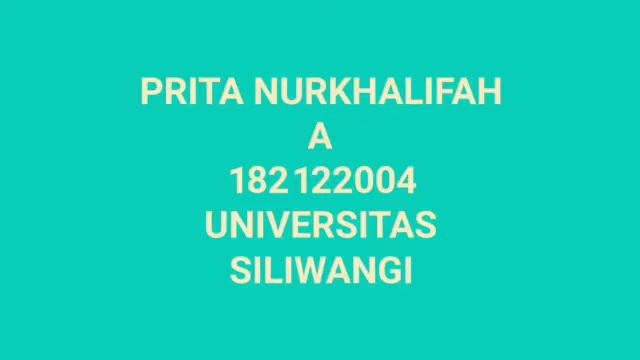 PRITA NURKHALIFAH
A
182122004
UNIVERSITAS
SILIWANGI